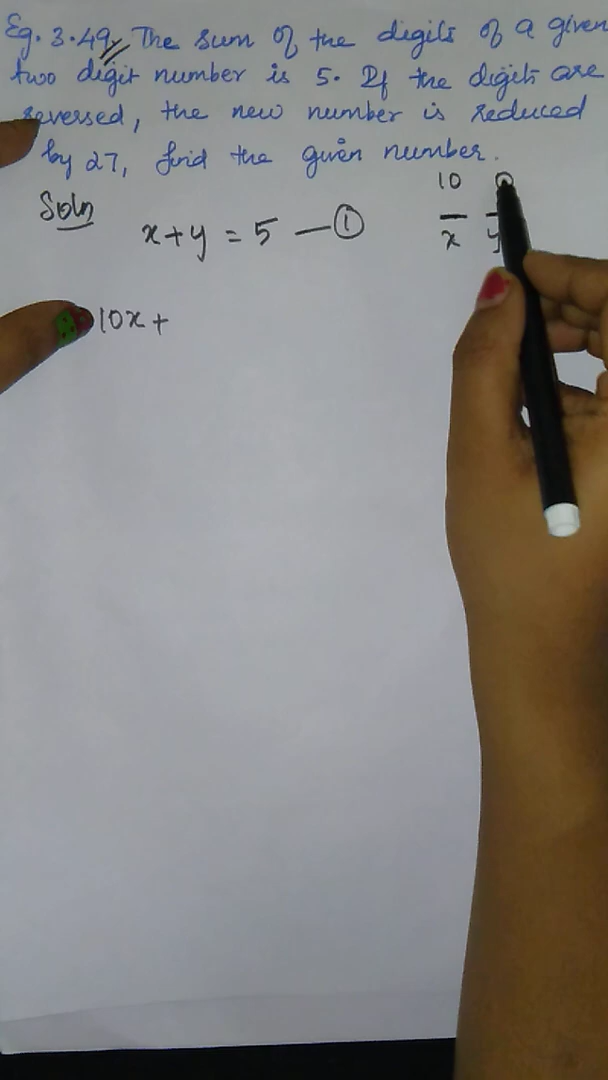 Eg. 3.49, The sum of the digits of a given
two digit number is 5. If the digits are
reversed, the new number is reduced
by 27, find the given number.
10
Soln
x+y = 5 — ①
x y
10x +